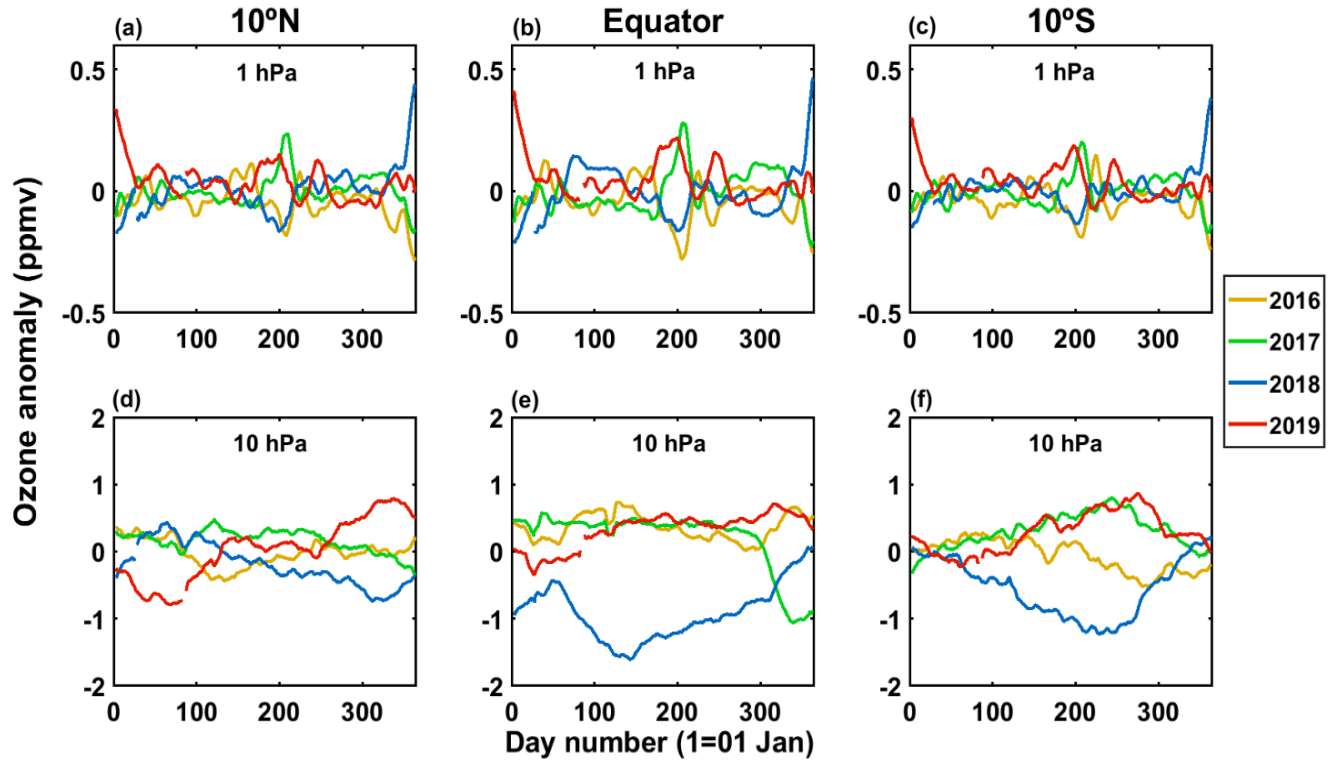 (a) 10ºN (b) Equator (c) 10ºS
1 hPa 1 hPa 1 hPa
0.5 0.5 0.5
0 0 0
-0.5 -0.5 -0.5
0 100 200 300 0 100 200 300 0 100 200 300
Ozone anomaly (ppmv)
2016
2017
2018
2019
(d) (e) (f)
10 hPa 10 hPa 10 hPa
2 2 2
1 1 1
0 0 0
-1 -1 -1
-2 -2 -2
0 100 200 300 0 100 200 300 0 100 200 300
Day number (1=01 Jan)